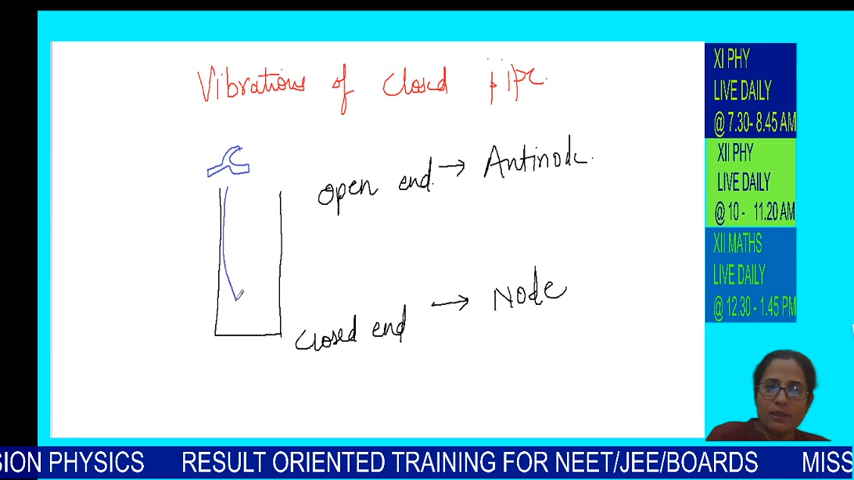 Vibrations of closed pipe
open end → Antinode
closed end → Node
XI PHY
LIVE DAILY
@ 7.30- 8.45 AM
XII PHY
LIVE DAILY
@ 10 - 11.20 AM
XII MATHS
LIVE DAILY
@ 12.30 - 1.45 PM
SION PHYSICS RESULT ORIENTED TRAINING FOR NEET/JEE/BOARDS MISS